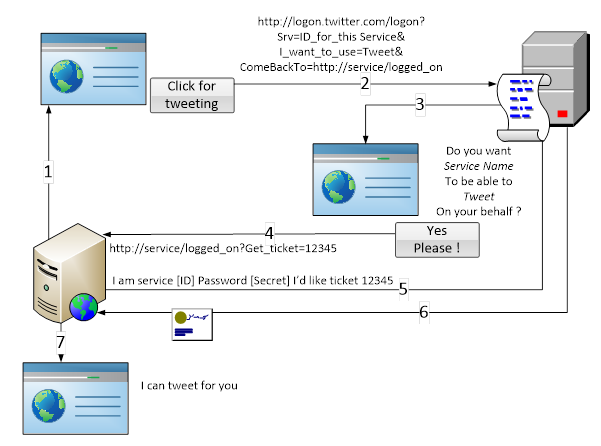 http://logon.twitter.com/logon?
Srv=ID_for_this Service&
I_want_to_use=Tweet&
ComeBackTo=http://service/logged_on
Click for
tweeting
2
3
1
Do you want
Service Name
To be able to
Tweet
On your behalf ?
4
Yes
Please !
http://service/logged_on?Get_ticket=12345
I am service [ID] Password [Secret] I'd like ticket 12345
5
6
7
I can tweet for you